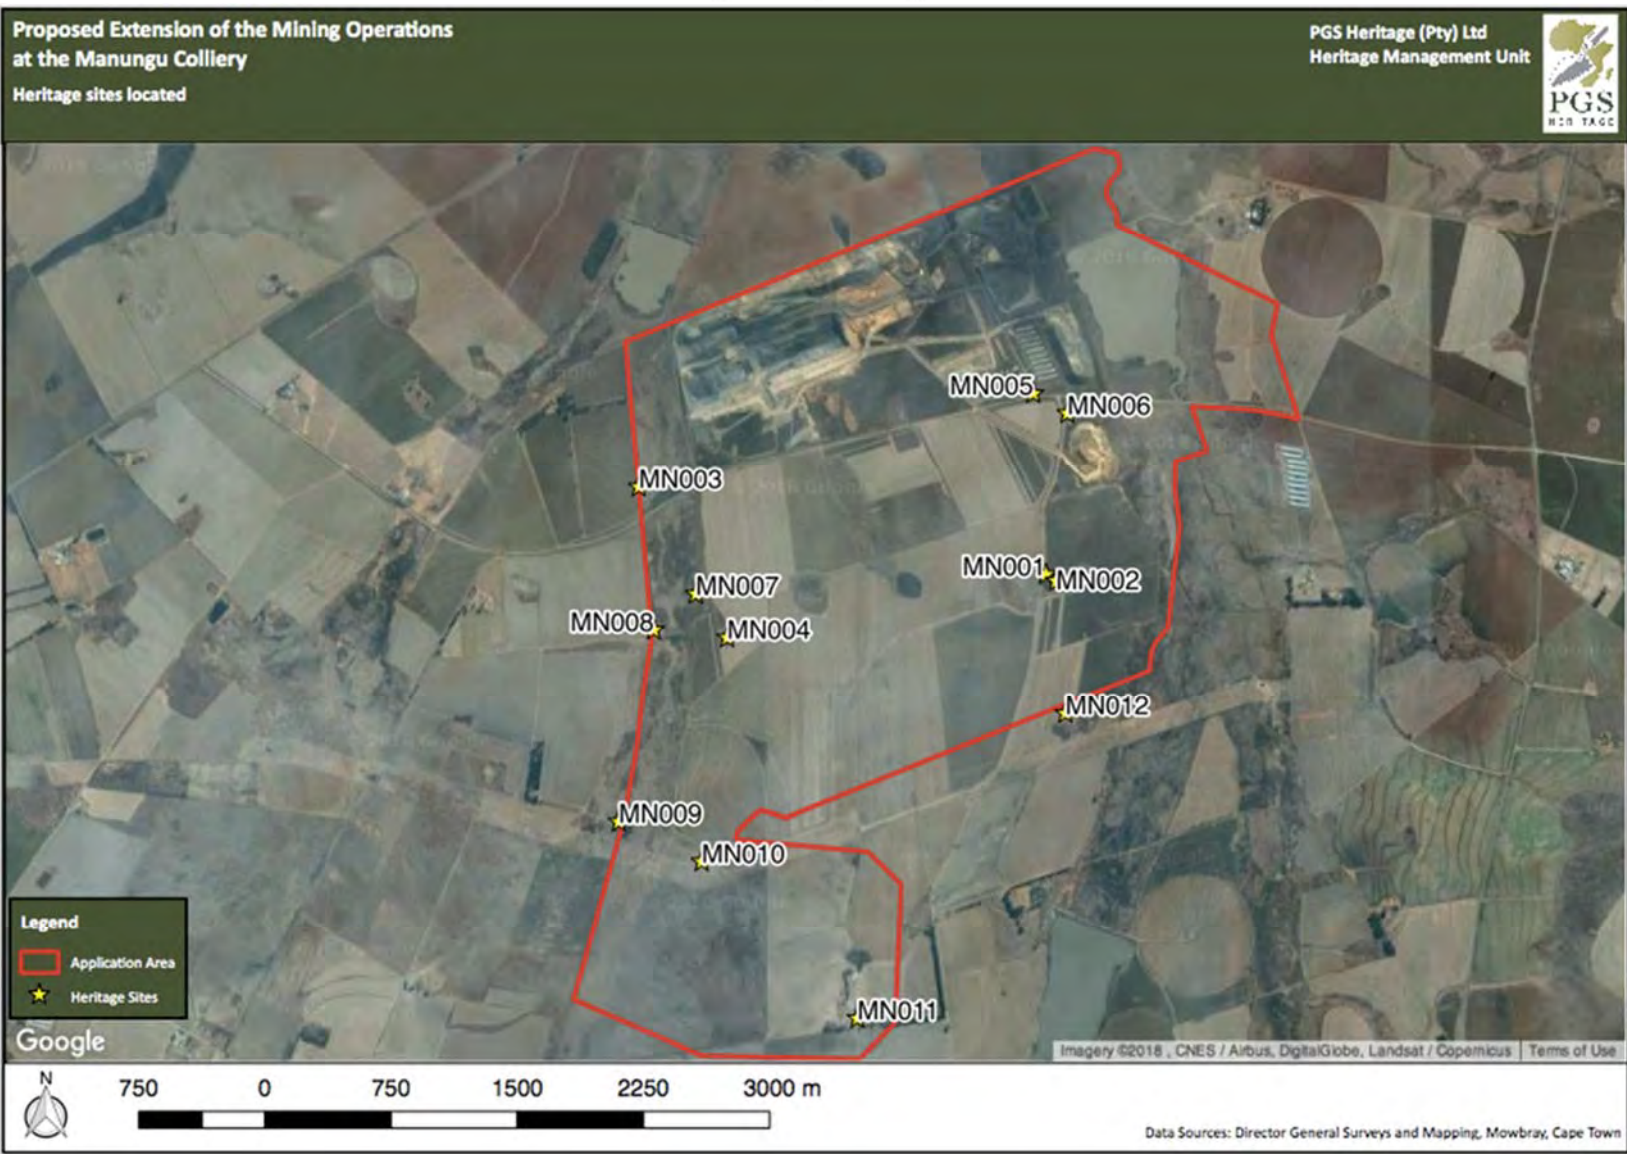 Proposed Extension of the Mining Operations
at the Manungu Colliery
Heritage sites located
PGS Heritage (Pty) Ltd
Heritage Management Unit
PGS
HERITAGE
MN005
MN006
MN003
MN001
MN002
MN007
MN008
MN004
MN012
MN009
MN010
MN011
Legend
Application Area
Heritage Sites
Google
Imagery ©2018 , CNES / Airbus, DigitalGlobe, Landsat / Copernicus
Terms of Use
N
750 0 750 1500 2250 3000 m
Data Sources: Director General Surveys and Mapping, Mowbray, Cape Town